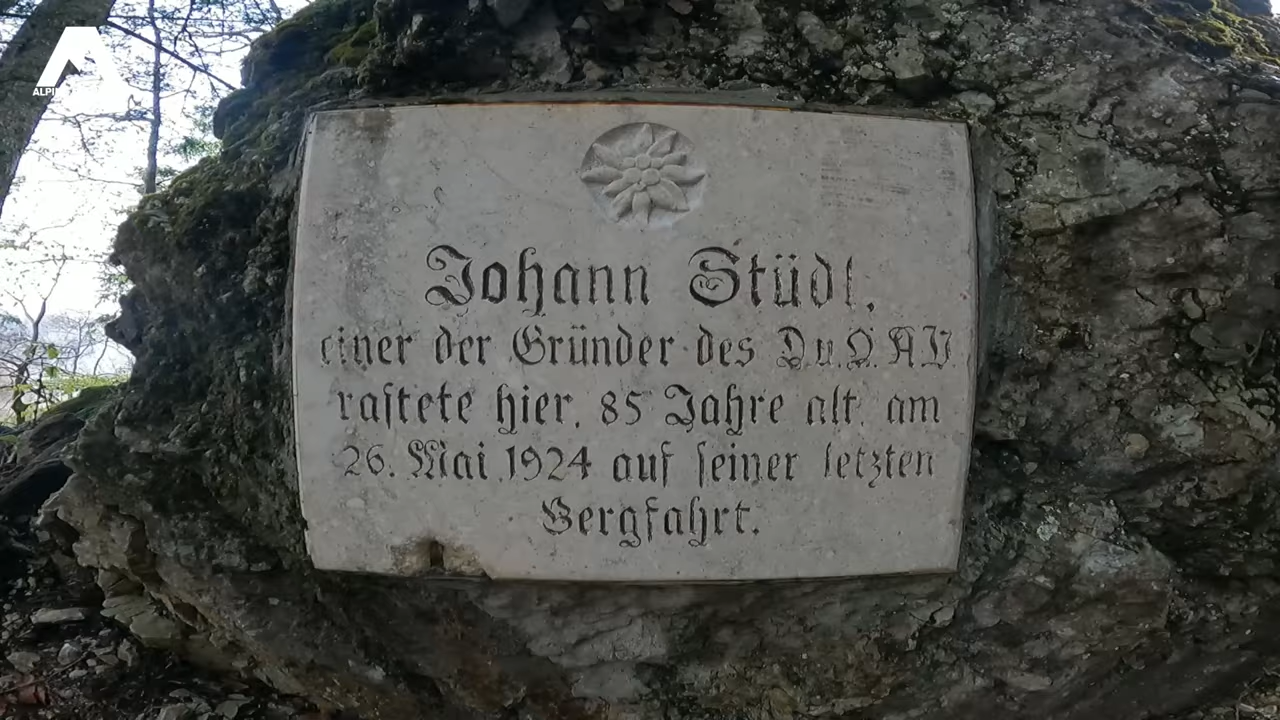 Johann Stüdl,
einer der Gründer des D.u.Ö.A.V.
rastete hier, 85 Jahre alt, am
26. Mai 1924 auf seiner letzten
Bergfahrt.